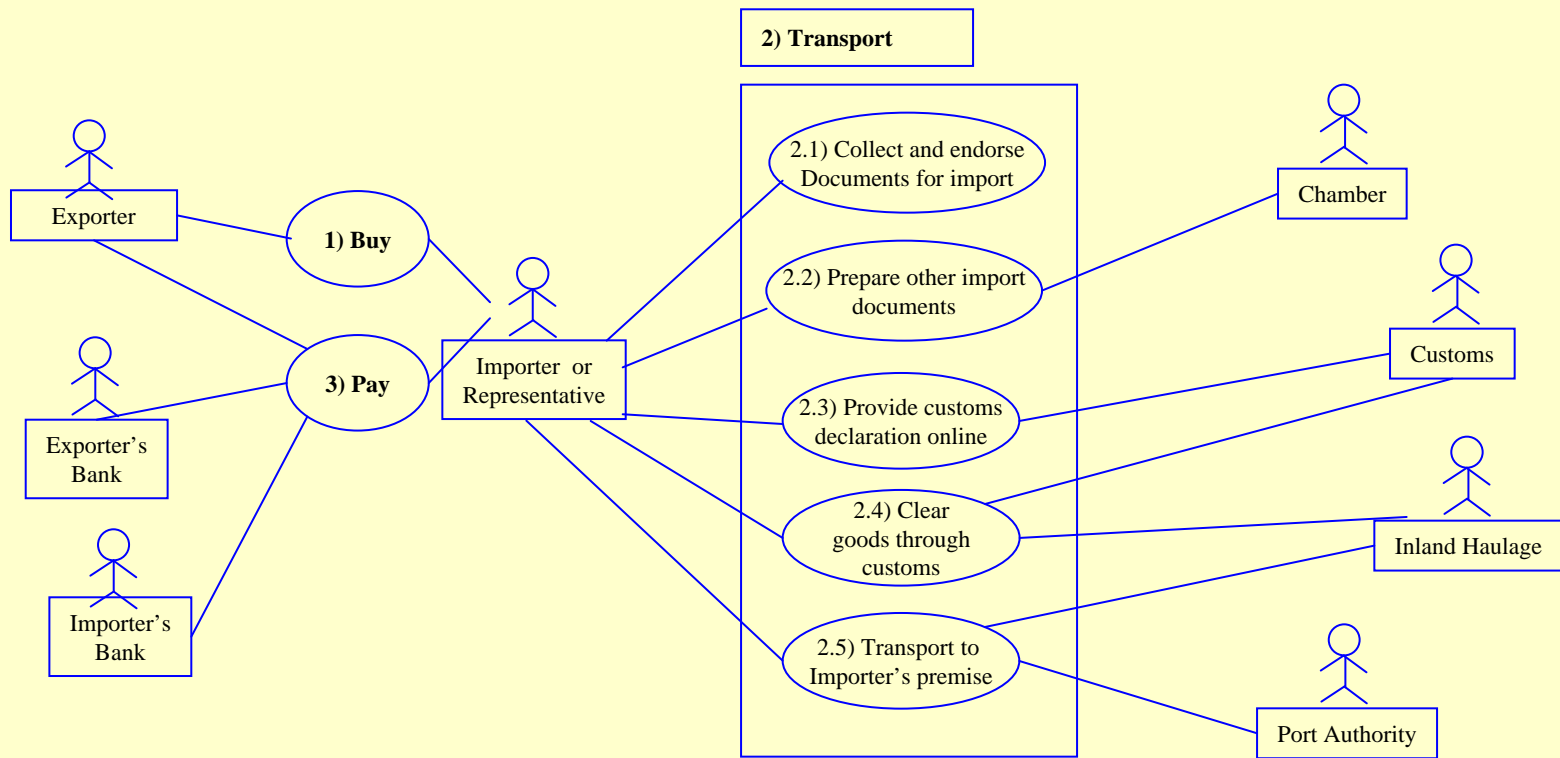 2) Transport
Exporter
1) Buy
3) Pay
Exporter’s
Bank
Importer’s
Bank
Importer or
Representative
2.1) Collect and endorse
Documents for import
2.2) Prepare other import
documents
2.3) Provide customs
declaration online
2.4) Clear
goods through
customs
2.5) Transport to
Importer’s premise
Chamber
Customs
Inland Haulage
Port Authority